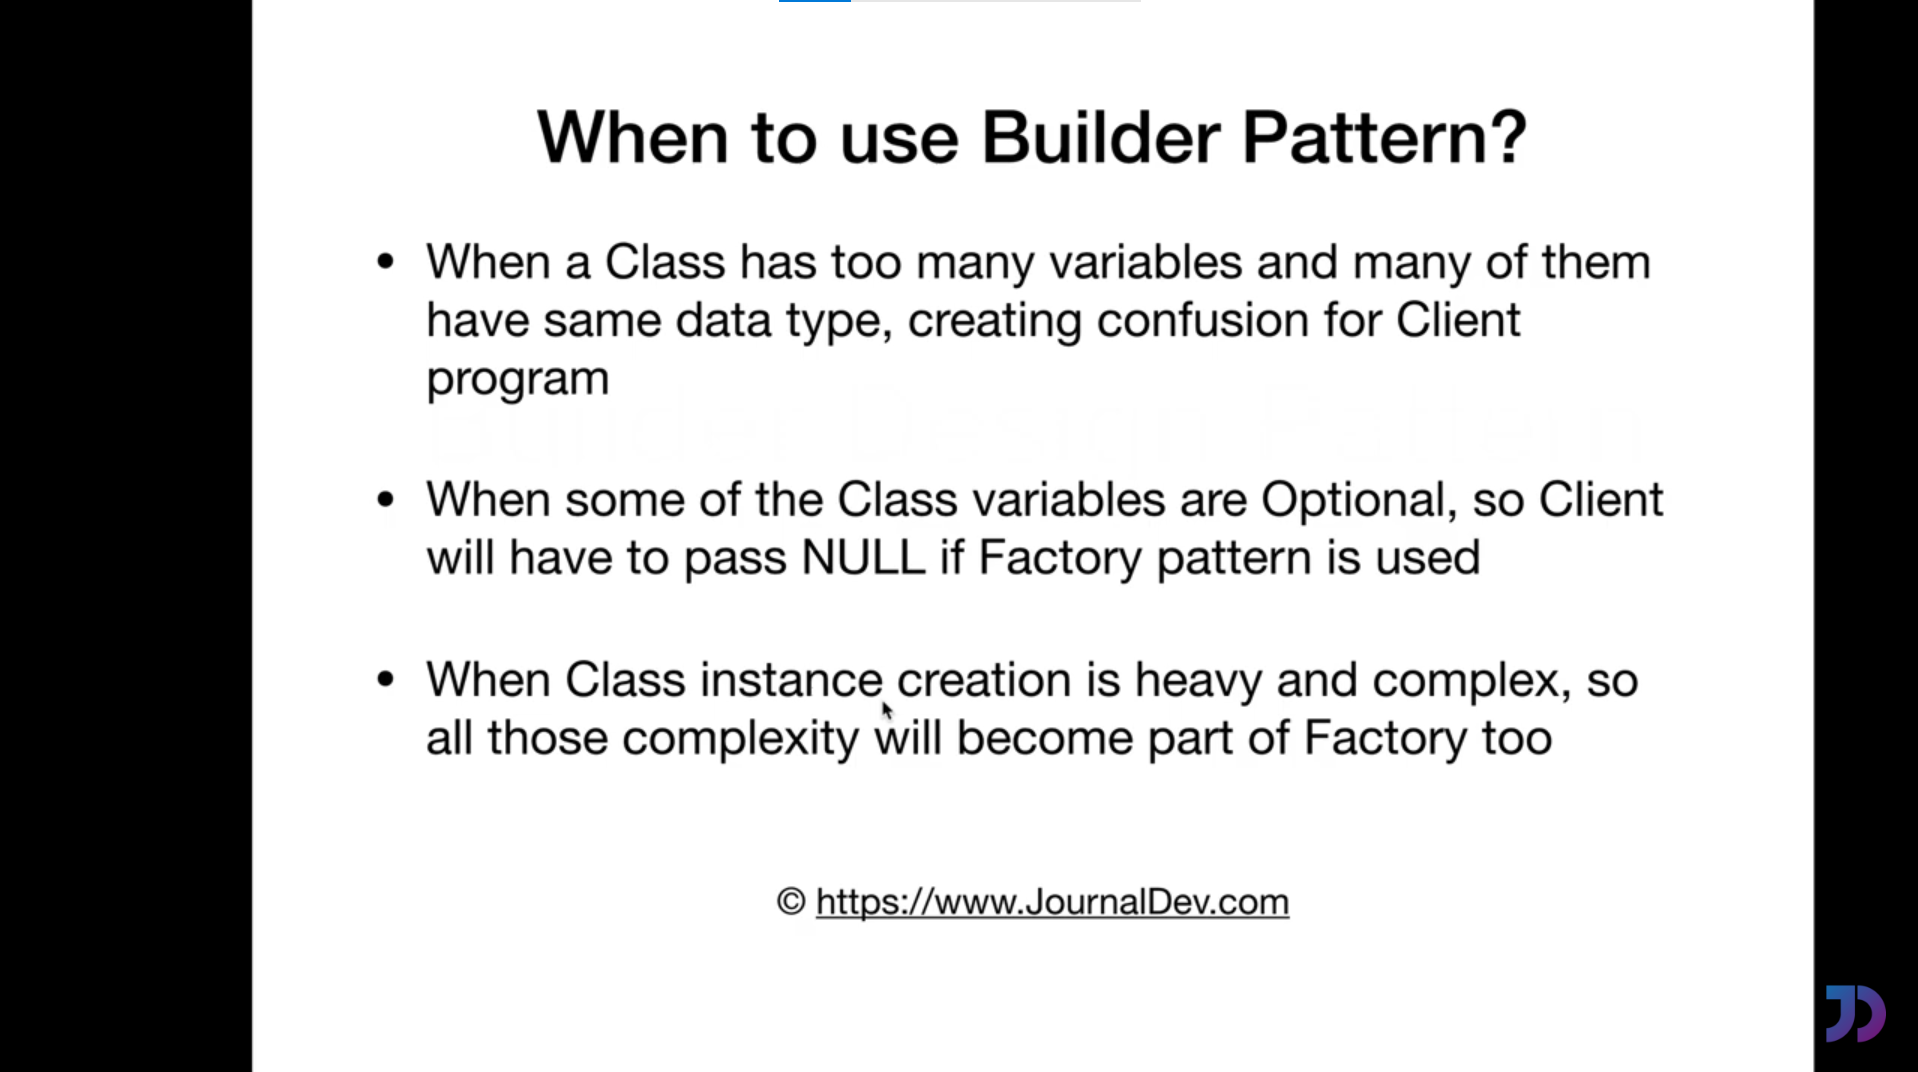 When to use Builder Pattern?
• When a Class has too many variables and many of them
have same data type, creating confusion for Client
program
• When some of the Class variables are Optional, so Client
will have to pass NULL if Factory pattern is used
• When Class instance creation is heavy and complex, so
all those complexity will become part of Factory too
© https://www.JournalDev.com
JD